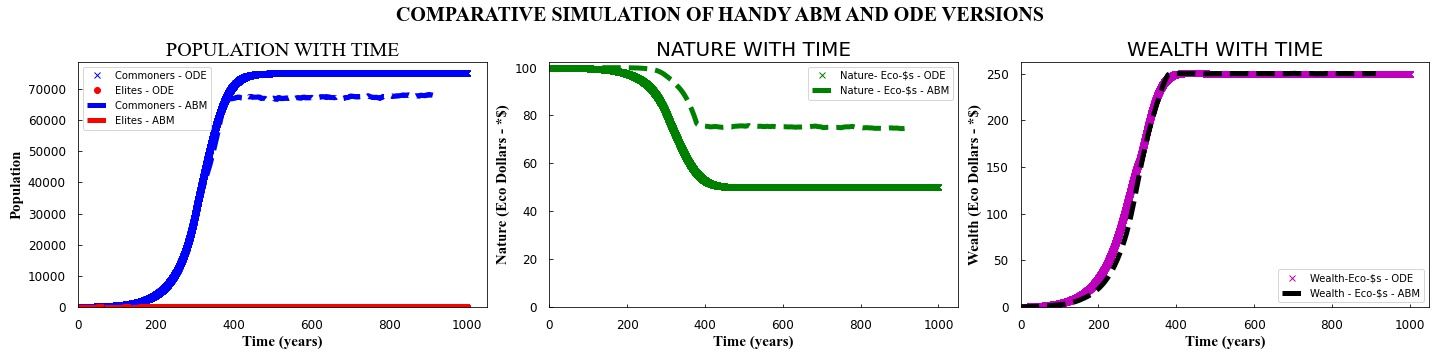 COMPARATIVE SIMULATION OF HANDY ABM AND ODE VERSIONS
POPULATION WITH TIME
Commoners - ODE
Elites - ODE
Commoners - ABM
Elites - ABM
Population
70000
60000
50000
40000
30000
20000
10000
0
0 200 400 600 800 1000
Time (years)
NATURE WITH TIME
Nature- Eco-$s - ODE
Nature - Eco-$s - ABM
Nature (Eco Dollars - *$)
100
80
60
40
20
0
0 200 400 600 800 1000
Time (years)
WEALTH WITH TIME
Wealth-Eco-$s - ODE
Wealth - Eco-$s - ABM
Wealth (Eco Dollars - *$)
250
200
150
100
50
0
0 200 400 600 800 1000
Time (years)